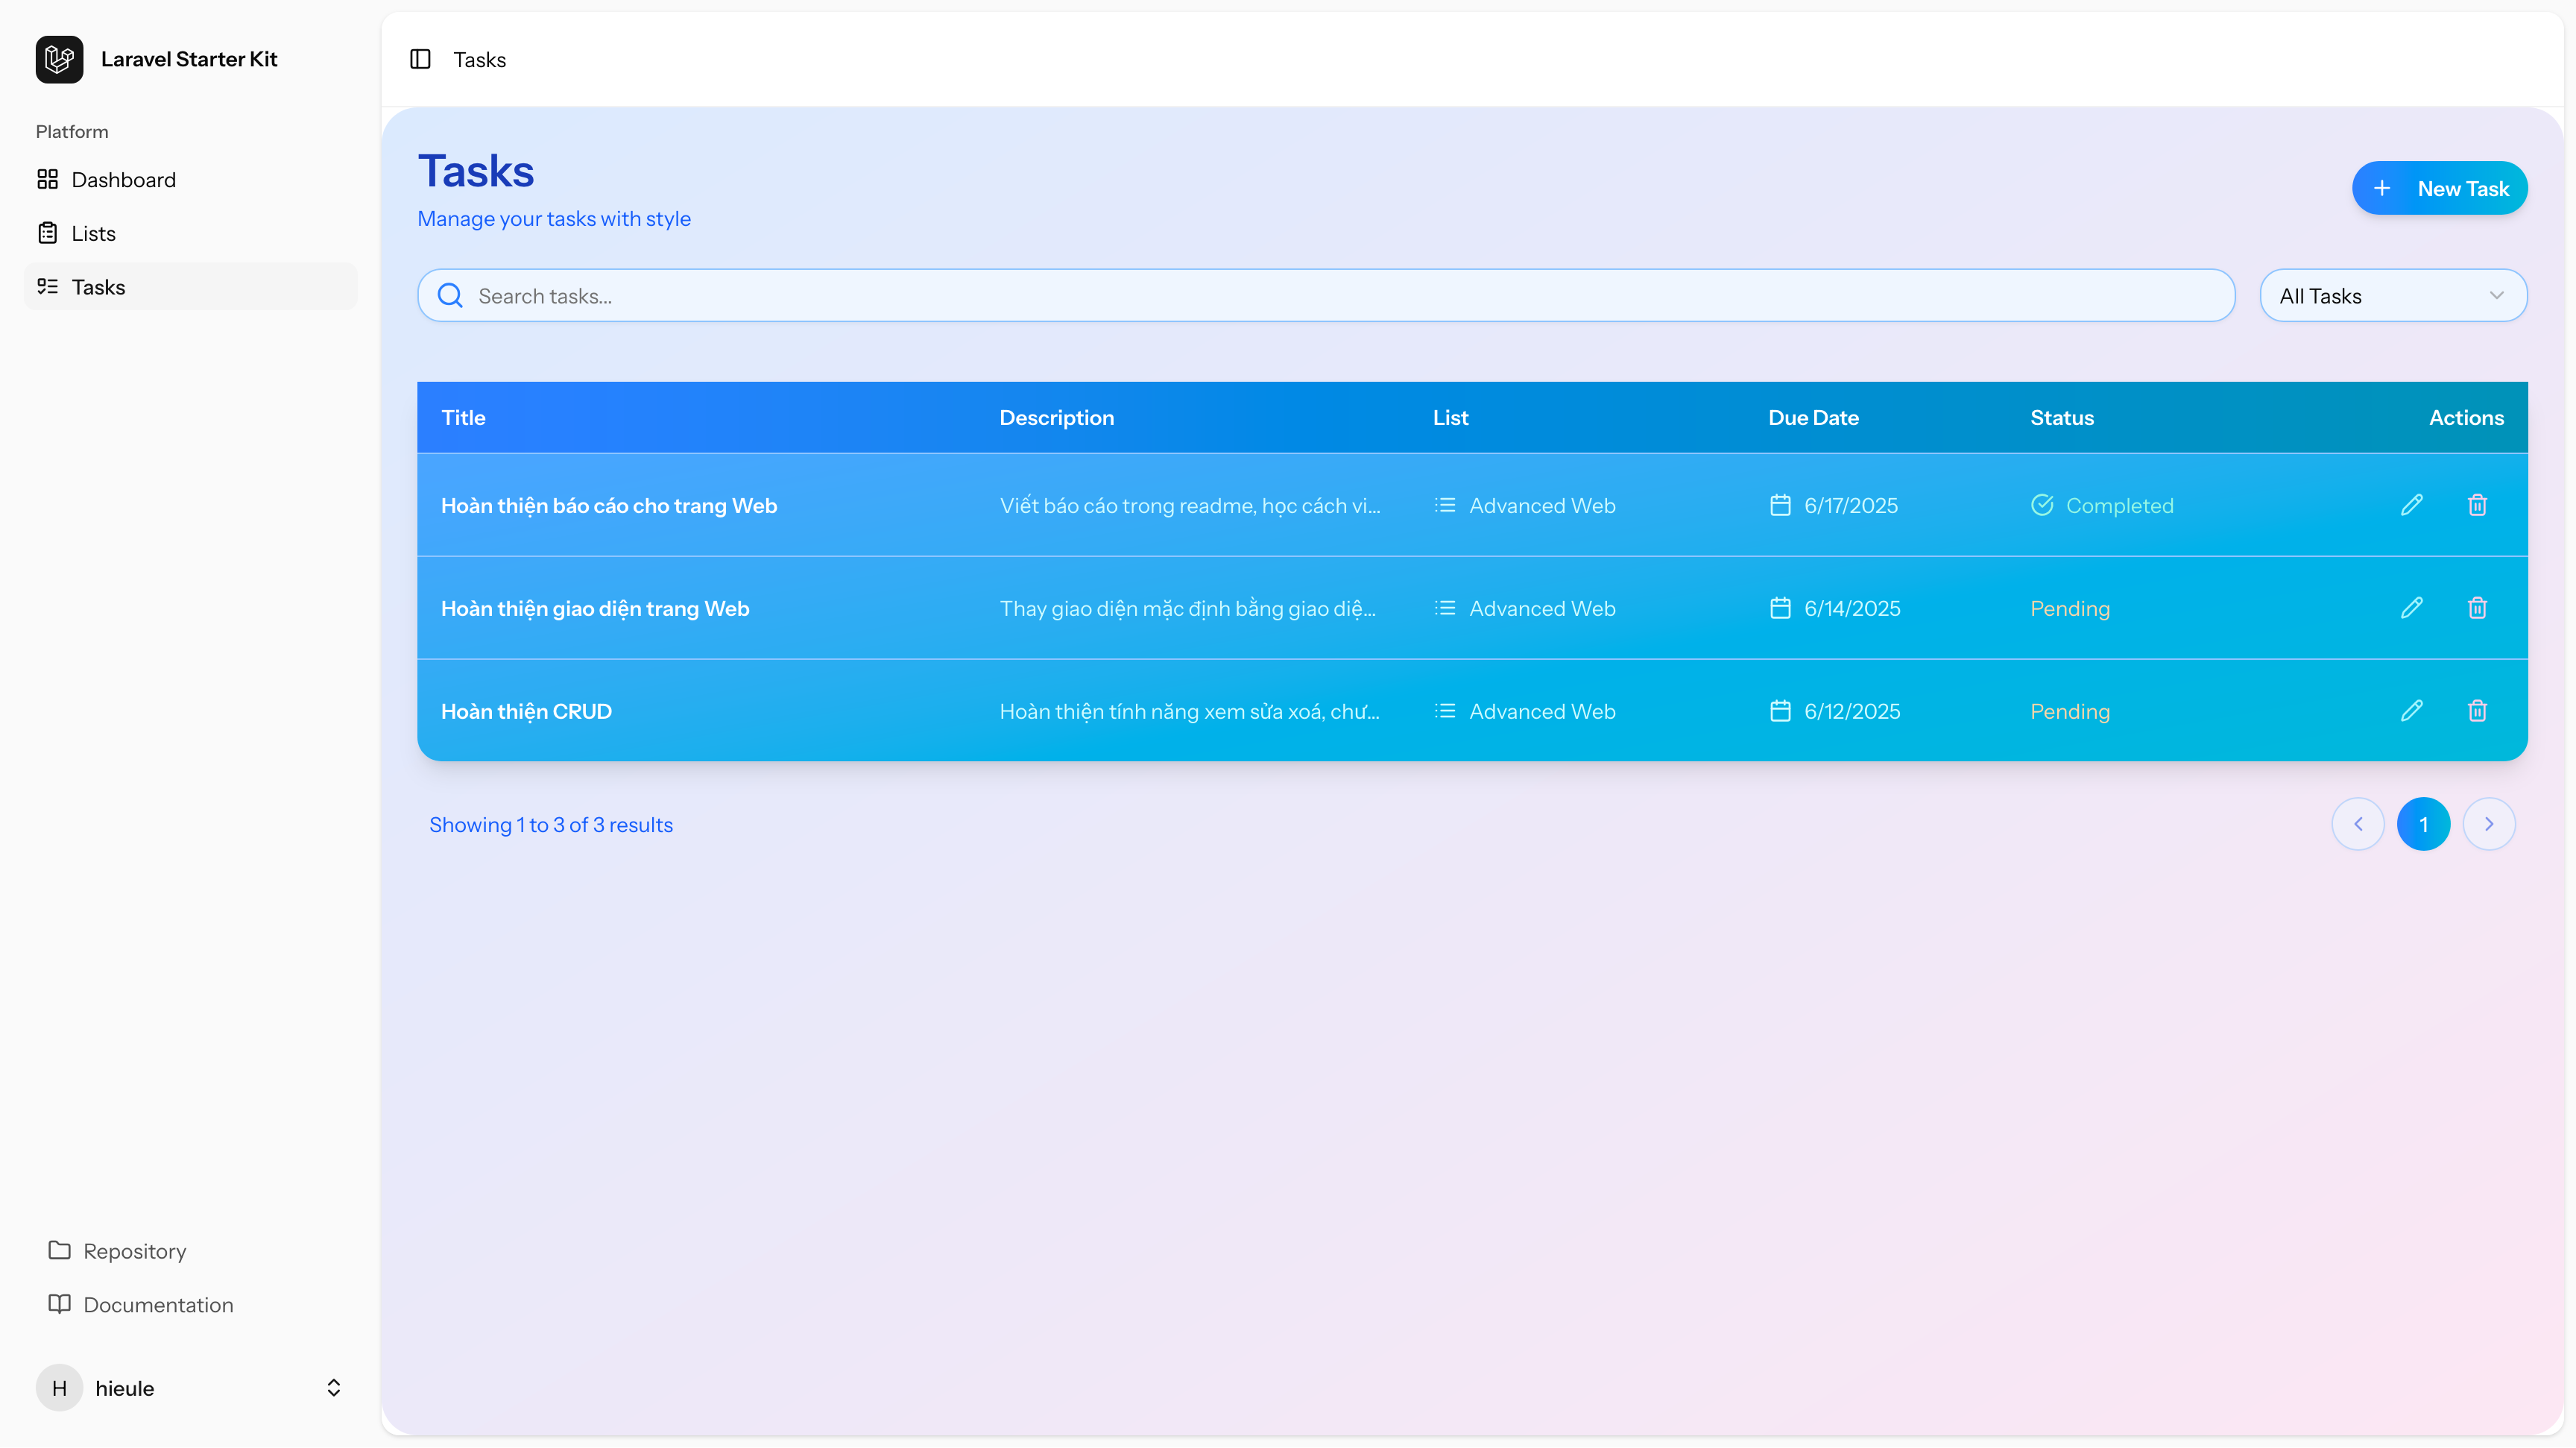 Laravel Starter Kit
Platform
Dashboard
Lists
Tasks
Repository
Documentation
H hieule
Tasks
Tasks
Manage your tasks with style
New Task
Search tasks...
All Tasks
Title Description List Due Date Status Actions
Hoàn thiện báo cáo cho trang Web Viết báo cáo trong readme, học cách vi... Advanced Web 6/17/2025 Completed
Hoàn thiện giao diện trang Web Thay giao diện mặc định bằng giao diệ... Advanced Web 6/14/2025 Pending
Hoàn thiện CRUD Hoàn thiện tính năng xem sửa xoá, chư... Advanced Web 6/12/2025 Pending
Showing 1 to 3 of 3 results
1